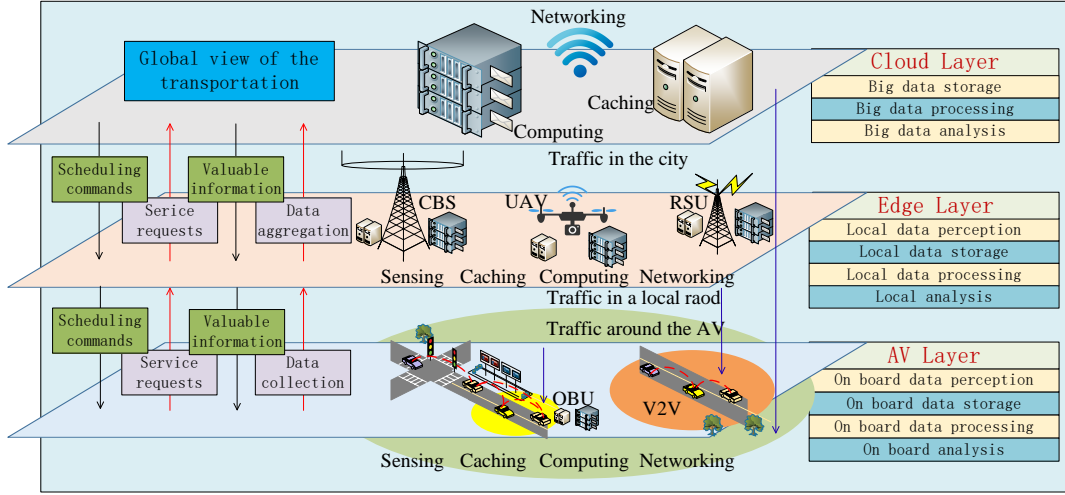 Networking
Global view of the
transportation
Caching
Computing
Cloud Layer
Big data storage
Big data processing
Big data analysis
Traffic in the city
Scheduling
commands
Serice
requests
Valuable
information
Data
aggregation
CBS
UAV
RSU
Edge Layer
Local data perception
Local data storage
Local data processing
Local analysis
Sensing Caching Computing Networking
Traffic in a local raod
Scheduling
commands
Service
requests
Valuable
information
Data
collection
Traffic around the AV
OBU
V2V
AV Layer
On board data perception
On board data storage
On board data processing
On board analysis
Sensing Caching Computing Networking